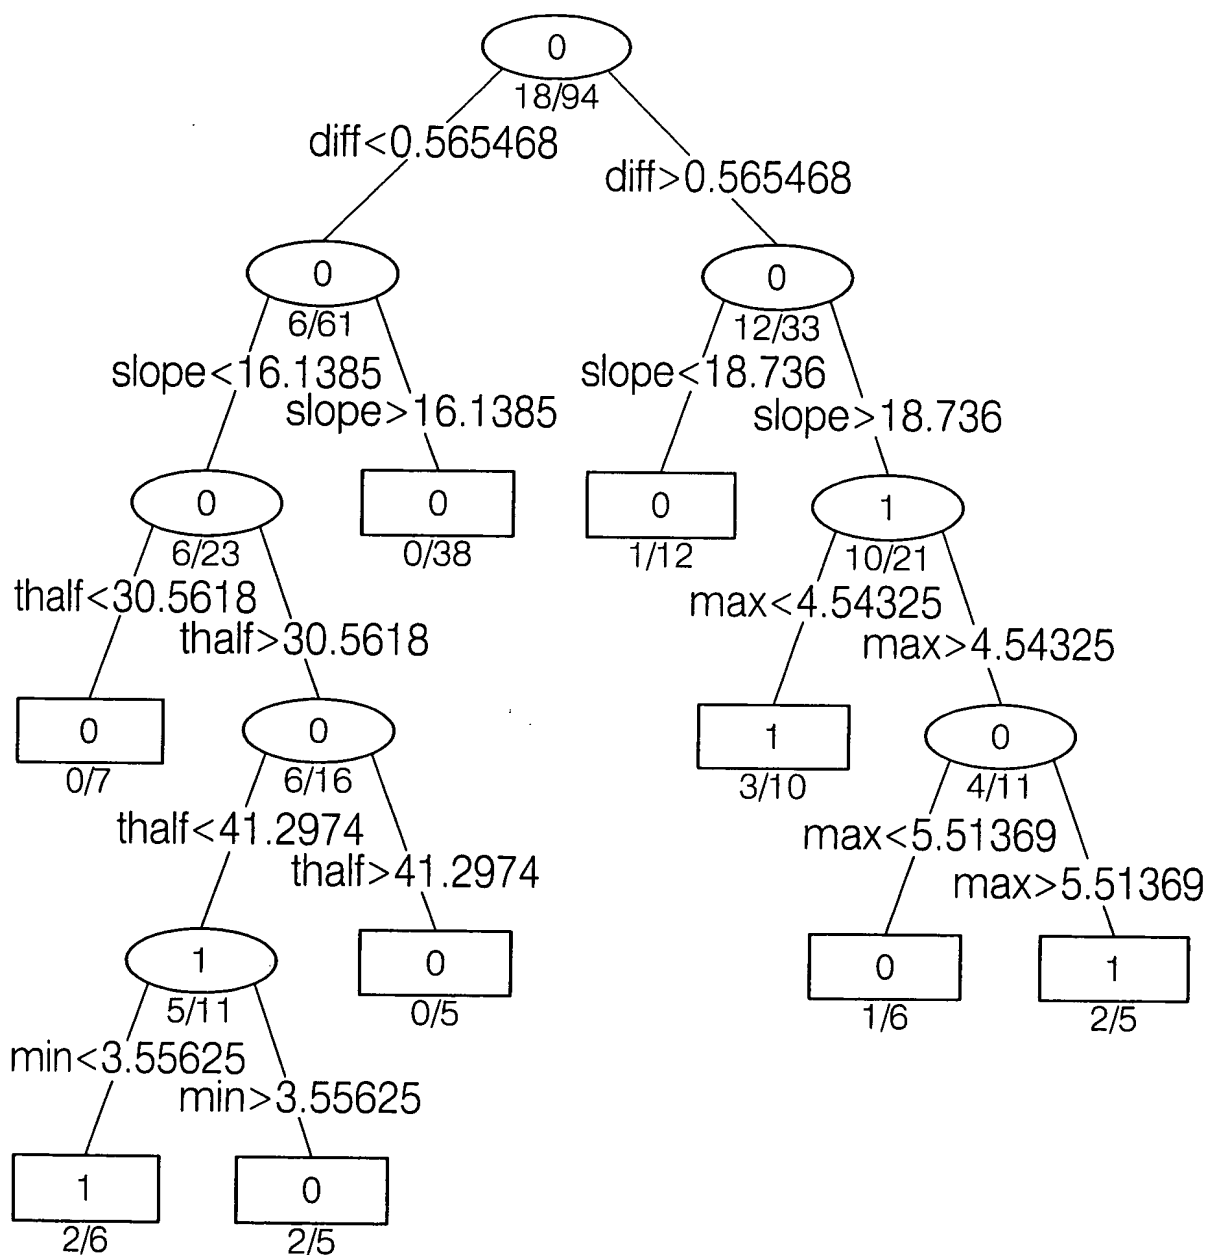 0
18/94
diff<0.565468
diff>0.565468
0
6/61
0
12/33
slope<16.1385
slope>16.1385
slope<18.736
slope>18.736
0
6/23
0
0/38
0
1/12
1
10/21
thalf<30.5618
thalf>30.5618
max<4.54325
max>4.54325
0
0/7
0
6/16
1
3/10
0
4/11
thalf<41.2974
thalf>41.2974
max<5.51369
max>5.51369
1
5/11
0
0/5
0
1/6
1
2/5
min<3.55625
min>3.55625
1
2/6
0
2/5